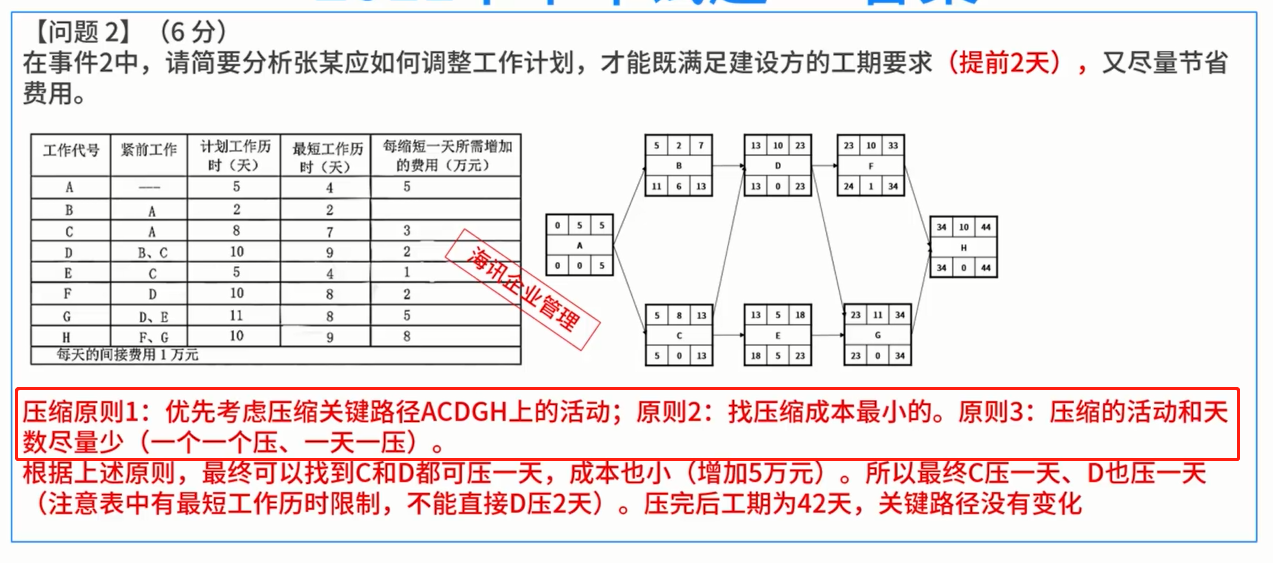 【问题 2】（6 分）
在事件2中，请简要分析张某应如何调整工作计划，才能既满足建设方的工期要求（提前2天），又尽量节省
费用。
工作代号 紧前工作 计划工作历时（天） 最短工作历时（天） 每缩短一天所需增加的费用（万元）
A —— 5 4 5
B A 2 2
C A 8 7 3
D B、C 10 9 2
E C 5 4 1
F D 10 8 2
G D、E 11 8 5
H F、G 10 9 8
每天的间接费用 1 万元
5 2 7
B
11 6 13
13 10 23
D
13 0 23
23 10 33
F
24 1 34
0 5 5
A
0 0 5
34 10 44
H
34 0 44
5 8 13
C
5 0 13
13 5 18
E
18 5 23
23 11 34
G
23 0 34
海讯企业管理
压缩原则1：优先考虑压缩关键路径ACDGH上的活动；原则2：找压缩成本最小的。原则3：压缩的活动和天
数尽量少（一个一个压、一天一压）。
根据上述原则，最终可以找到C和D都可压一天，成本也小（增加5万元）。所以最终C压一天、D也压一天
（注意表中有最短工作历时限制，不能直接D压2天）。压完后工期为42天，关键路径没有变化